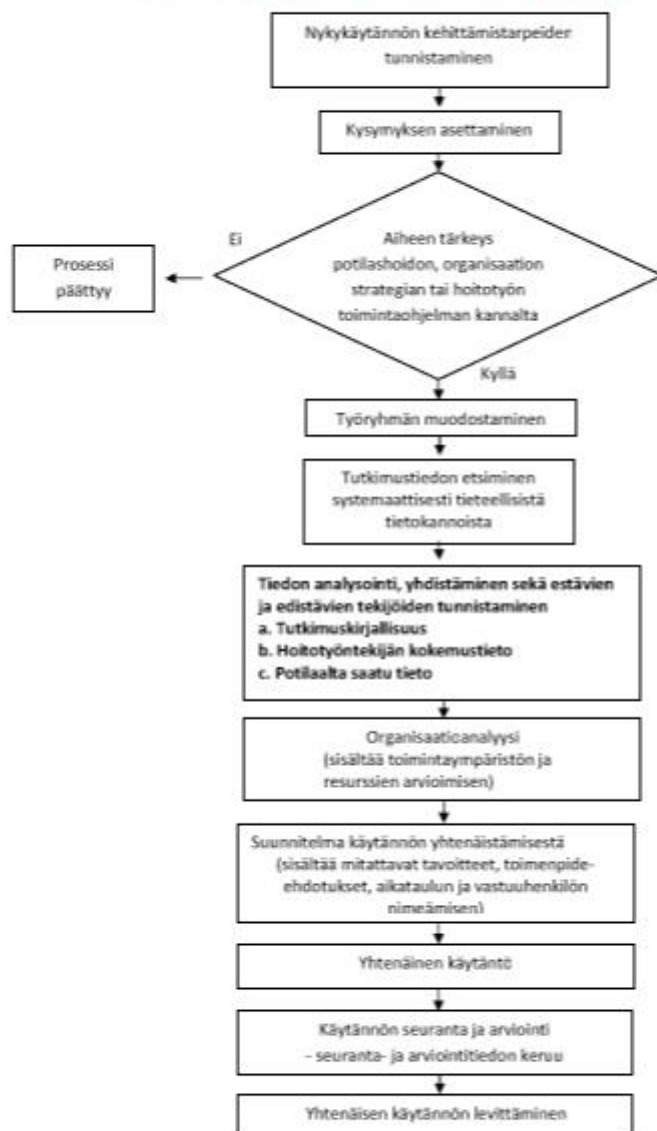 Nykykäytännön kehittämistarpeiden
tunnistaminen
Kysymyksen asettaminen
Ei
Aiheen tärkeys
potilashoidon, organisaation
strategian tai hoitotyön
toimintaohjelman kannalta
Prosessi
päättyy
Kyllä
Työryhmän muodostaminen
Tutkimustiedon etsiminen
systemaattisesti tieteellisistä
tietokannoista
Tiedon analysointi, yhdistäminen sekä estävien
ja edistävien tekijöiden tunnistaminen
a. Tutkimuskirjallisuus
b. Hoitotyöntekijän kokemustieto
c. Potilaalta saatu tieto
Organisaatioanalyysi
(sisältää toimintaympäristön ja
resurssien arvioimisen)
Suunnitelma käytännön yhtenäistämisestä
(sisältää mitattavat tavoitteet, toimenpide-
ehdotukset, aikataulun ja vastuuhenkilön
nimeämisen)
Yhtenäinen käytäntö
Käytännön seuranta ja arviointi
- seuranta- ja arviointitiedon keruu
Yhtenäisen käytännön levittäminen